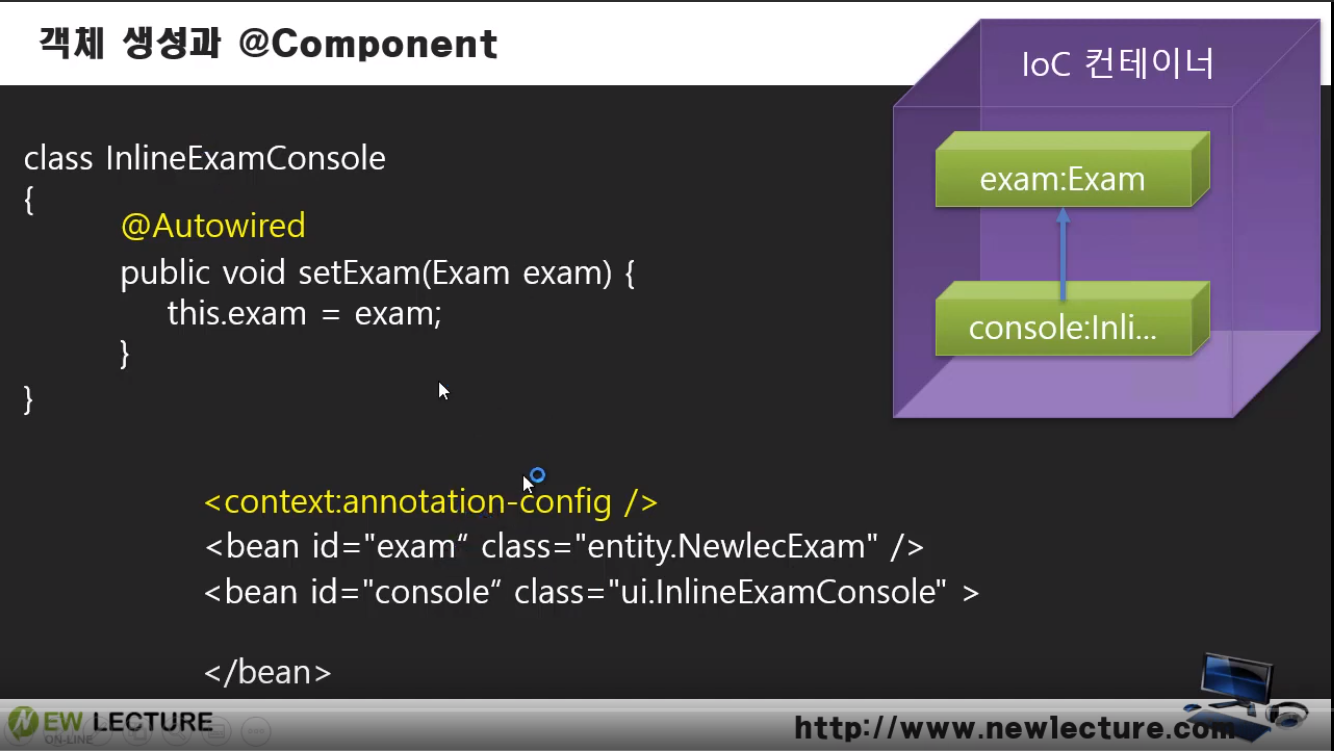 객체 생성과 @Component
IoC 컨테이너
exam:Exam
console:Inli...
class InlineExamConsole
{
@Autowired
public void setExam(Exam exam) {
this.exam = exam;
}
}
<context:annotation-config />
<bean id="exam“ class="entity.NewlecExam" />
<bean id="console“ class="ui.InlineExamConsole" >
</bean>
NEW LECTURE
ON-LINE
http://www.newlecture.com